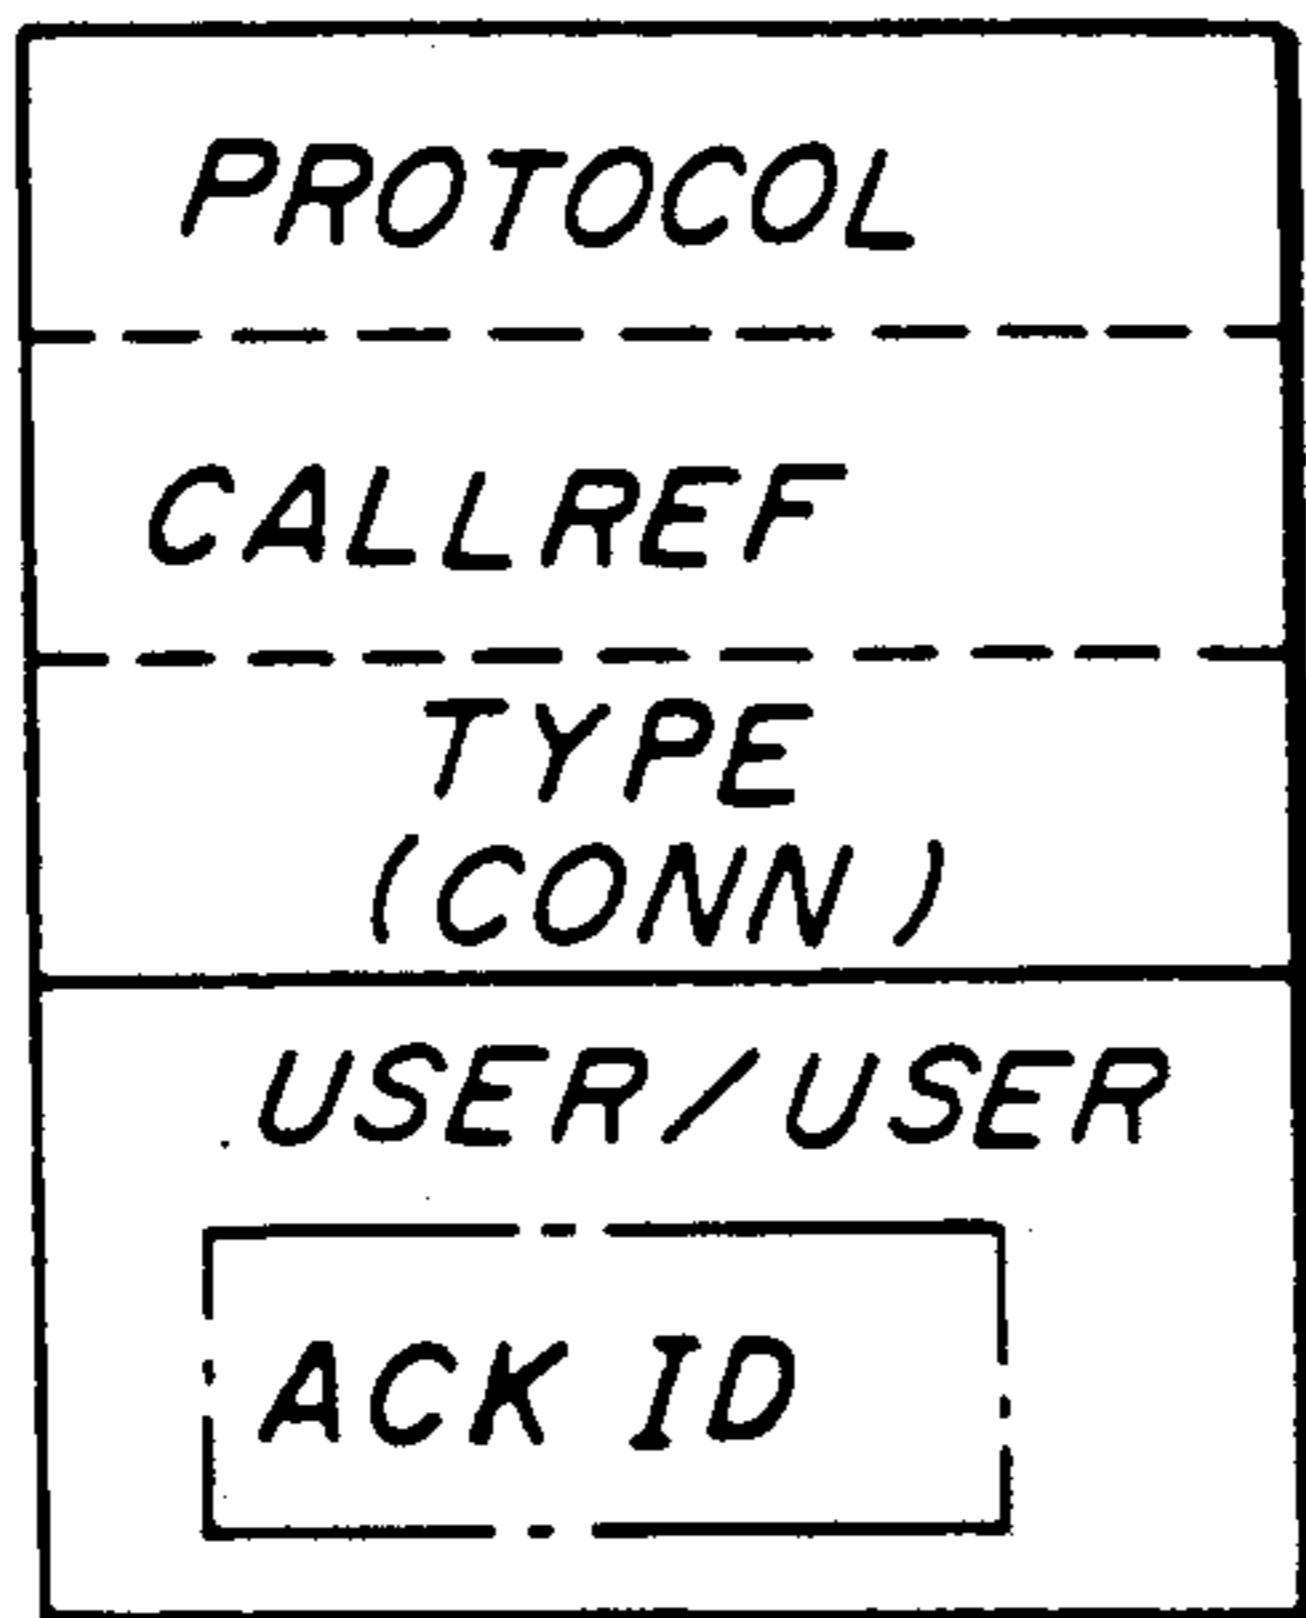 PROTOCOL
CALLREF
TYPE
(CONN)
USER/USER
ACK ID